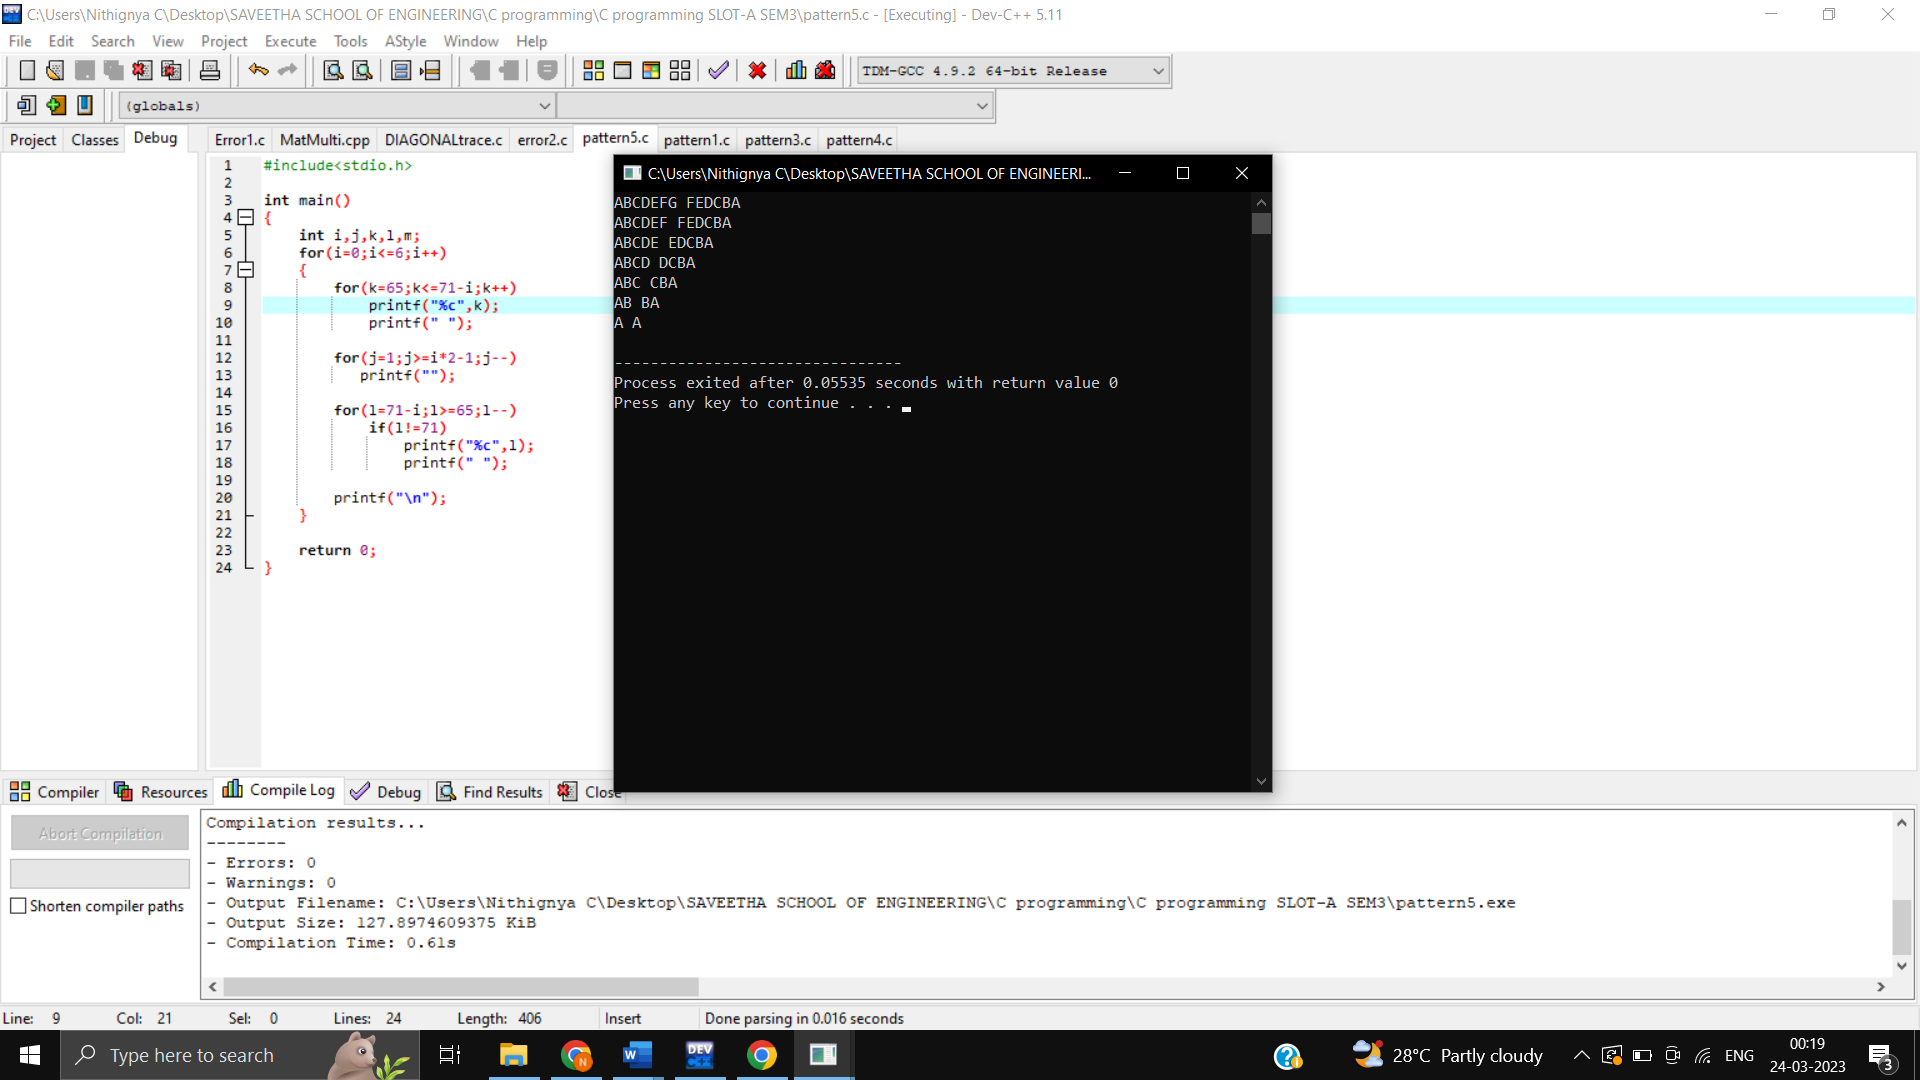 C:\Users\Nithignya C\Desktop\SAVEETHA SCHOOL OF ENGINEERING\C programming\C programming SLOT-A SEM3\pattern5.c - [Executing] - Dev-C++ 5.11
File Edit Search View Project Execute Tools AStyle Window Help
TDM-GCC 4.9.2 64-bit Release
(globals)
Project Classes Debug
Error1.c MatMulti.cpp DIAGONALtrace.c error2.c pattern5.c pattern1.c pattern3.c pattern4.c
1 #include<stdio.h>
2
3 int main()
4 {
5 int i,j,k,l,m;
6 for(i=0;i<=6;i++)
7 {
8 for(k=65;k<=71-i;k++)
9 printf("%c",k);
10 printf(" ");
11
12 for(j=1;j>=i*2-1;j--)
13 printf("");
14
15 for(l=71-i;l>=65;l--)
16 if(l!=71)
17 printf("%c",l);
18 printf(" ");
19
20 printf("\n");
21 }
22
23 return 0;
24 }
C:\Users\Nithignya C\Desktop\SAVEETHA SCHOOL OF ENGINEERI...
ABCDEFG FEDCBA
ABCDEF FEDCBA
ABCDE EDCBA
ABCD DCBA
ABC CBA
AB BA
A A
--------------------------------
Process exited after 0.05535 seconds with return value 0
Press any key to continue . . .
Compiler Resources Compile Log Debug Find Results Close
Abort Compilation
Shorten compiler paths
Compilation results...
--------
- Errors: 0
- Warnings: 0
- Output Filename: C:\Users\Nithignya C\Desktop\SAVEETHA SCHOOL OF ENGINEERING\C programming\C programming SLOT-A SEM3\pattern5.exe
- Output Size: 127.8974609375 KiB
- Compilation Time: 0.61s
Line: 9 Col: 21 Sel: 0 Lines: 24 Length: 406 Insert Done parsing in 0.016 seconds
Type here to search
28°C Partly cloudy
ENG
00:19
24-03-2023
3